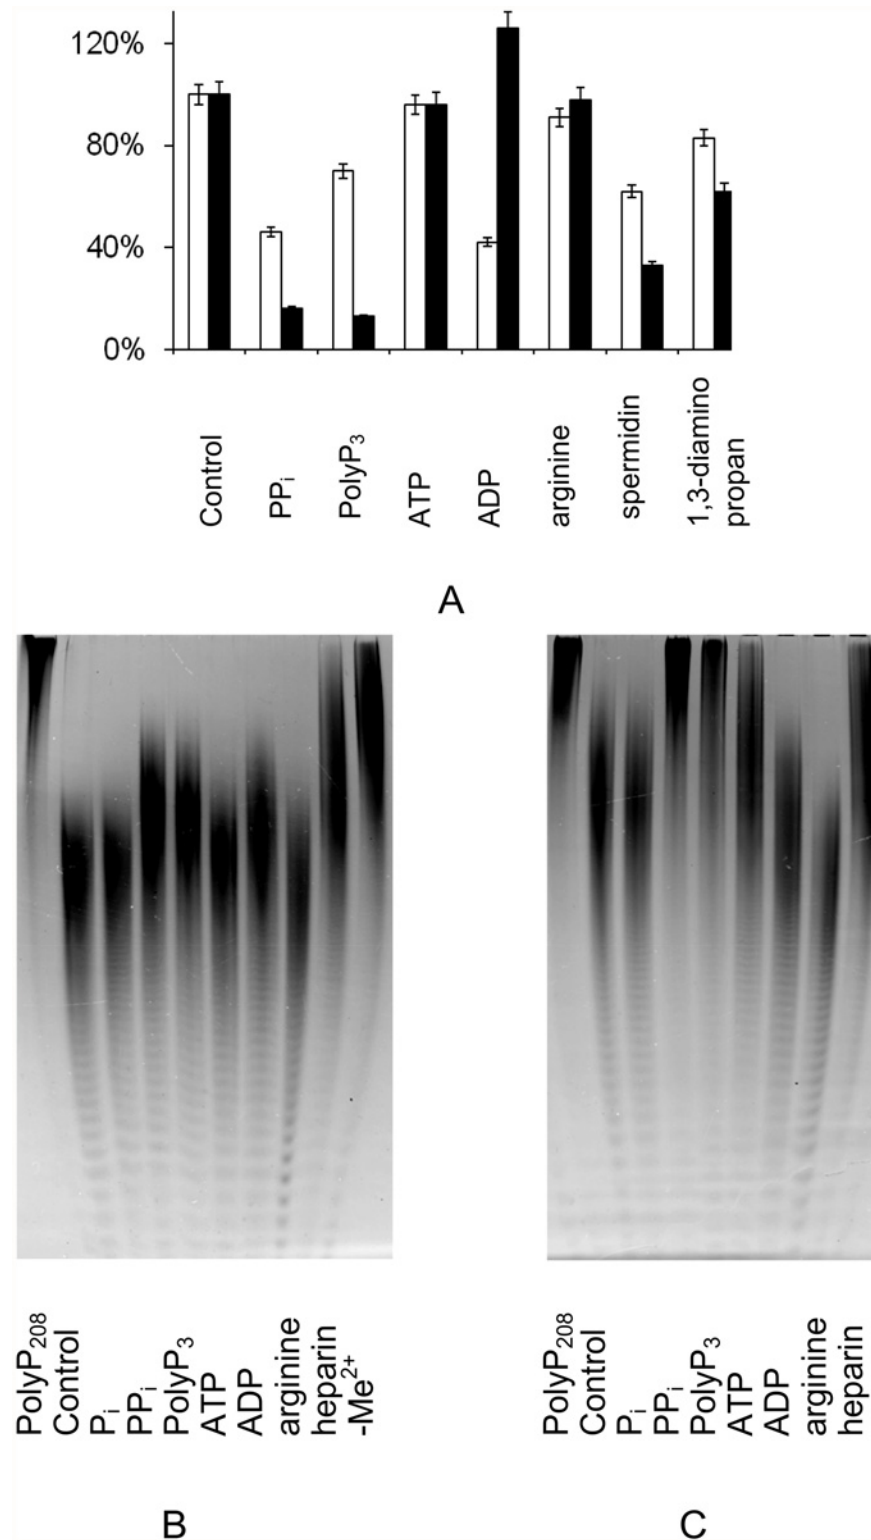 120%
80%
40%
0%
Control
PPi
PolyP3
ATP
ADP
arginine
spermidin
1,3-diamino
propan
A
PolyP208
Control
Pi
PPi
PolyP3
ATP
ADP
arginine
heparin
-Me2+
PolyP208
Control
Pi
PPi
PolyP3
ATP
ADP
arginine
heparin
B
C